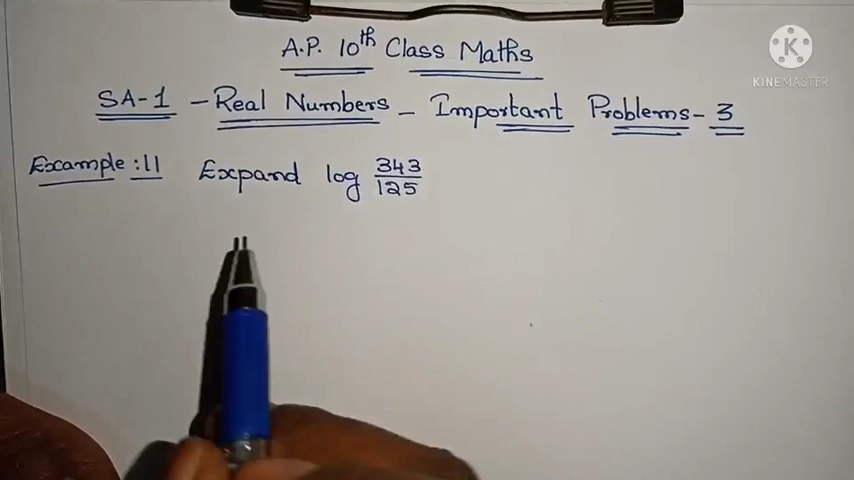 A.P. 10th Class Maths
SA-1 - Real Numbers - Important Problems - 3
Example : 11 Expand log 343/125
K
KINEMASTER